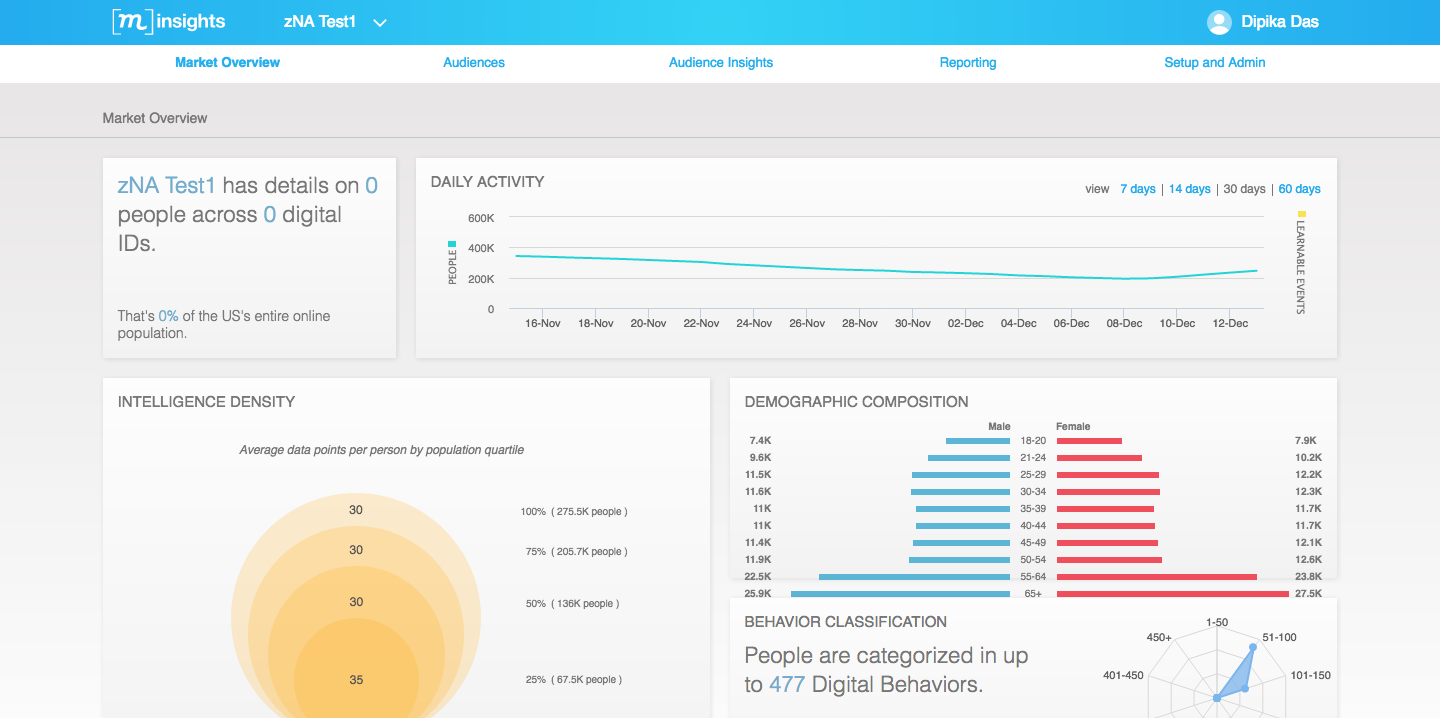 [m] insights
zNA Test1
Dipika Das
Market Overview
Audiences
Audience Insights
Reporting
Setup and Admin
Market Overview
zNA Test1 has details on 0
people across 0 digital
IDs.
That's 0% of the US's entire online
population.
DAILY ACTIVITY
view 7 days | 14 days | 30 days | 60 days
PEOPLE
600K
400K
200K
0
16-Nov 18-Nov 20-Nov 22-Nov 24-Nov 26-Nov 28-Nov 30-Nov 02-Dec 04-Dec 06-Dec 08-Dec 10-Dec 12-Dec
LEARNABLE EVENTS
INTELLIGENCE DENSITY
Average data points per person by population quartile
30 100% ( 275.5K people )
30 75% ( 205.7K people )
30 50% ( 136K people )
35 25% ( 67.5K people )
DEMOGRAPHIC COMPOSITION
Male Female
7.4K 18-20 7.9K
9.6K 21-24 10.2K
11.5K 25-29 12.2K
11.6K 30-34 12.3K
11K 35-39 11.7K
11K 40-44 11.7K
11.4K 45-49 12.1K
11.9K 50-54 12.6K
22.5K 55-64 23.8K
25.9K 65+ 27.5K
BEHAVIOR CLASSIFICATION
People are categorized in up
to 477 Digital Behaviors.
1-50
450+ 51-100
401-450 101-150